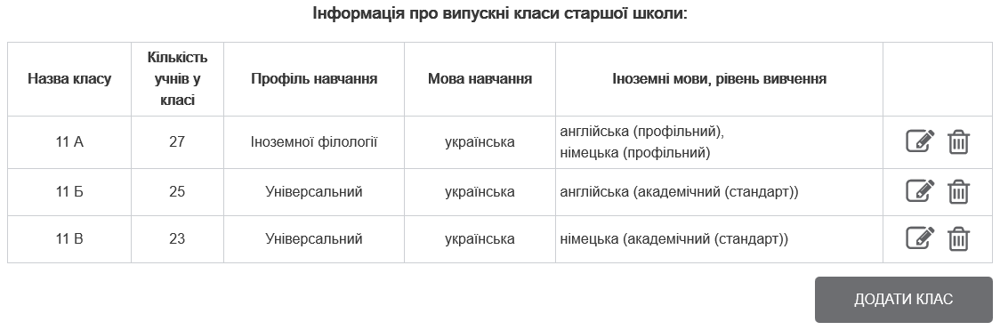 Інформація про випускні класи старшої школи:
Назва класу
Кількість
учнів у
класі
Профіль навчання
Мова навчання
Іноземні мови, рівень вивчення
11 А
27
Іноземної філології
українська
англійська (профільний),
німецька (профільний)
11 Б
25
Універсальний
українська
англійська (академічний (стандарт))
11 В
23
Універсальний
українська
німецька (академічний (стандарт))
ДОДАТИ КЛАС